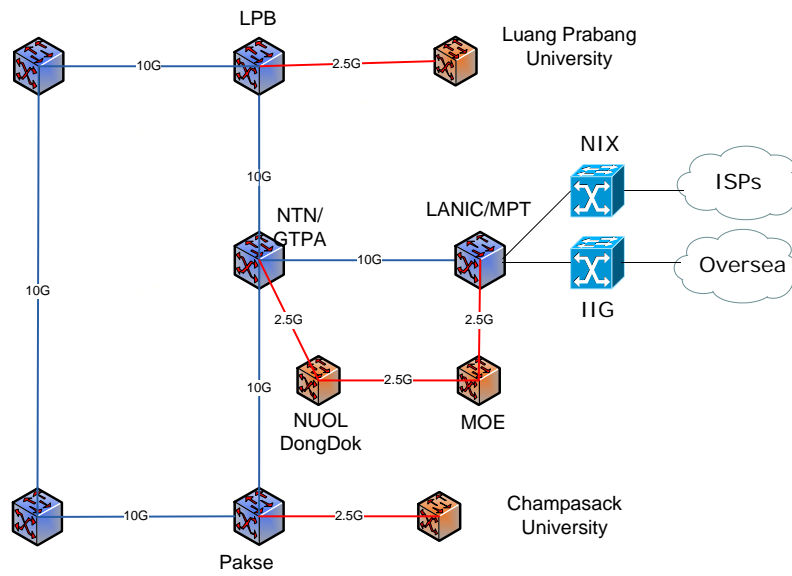 LPB
Luang Prabang
University
10G
2.5G
NIX
ISPs
10G
NTN/
GTPA
LANIC/MPT
10G
Oversea
IIG
10G
2.5G
2.5G
10G
2.5G
NUOL
DongDok
MOE
10G
2.5G
Champasack
University
Pakse